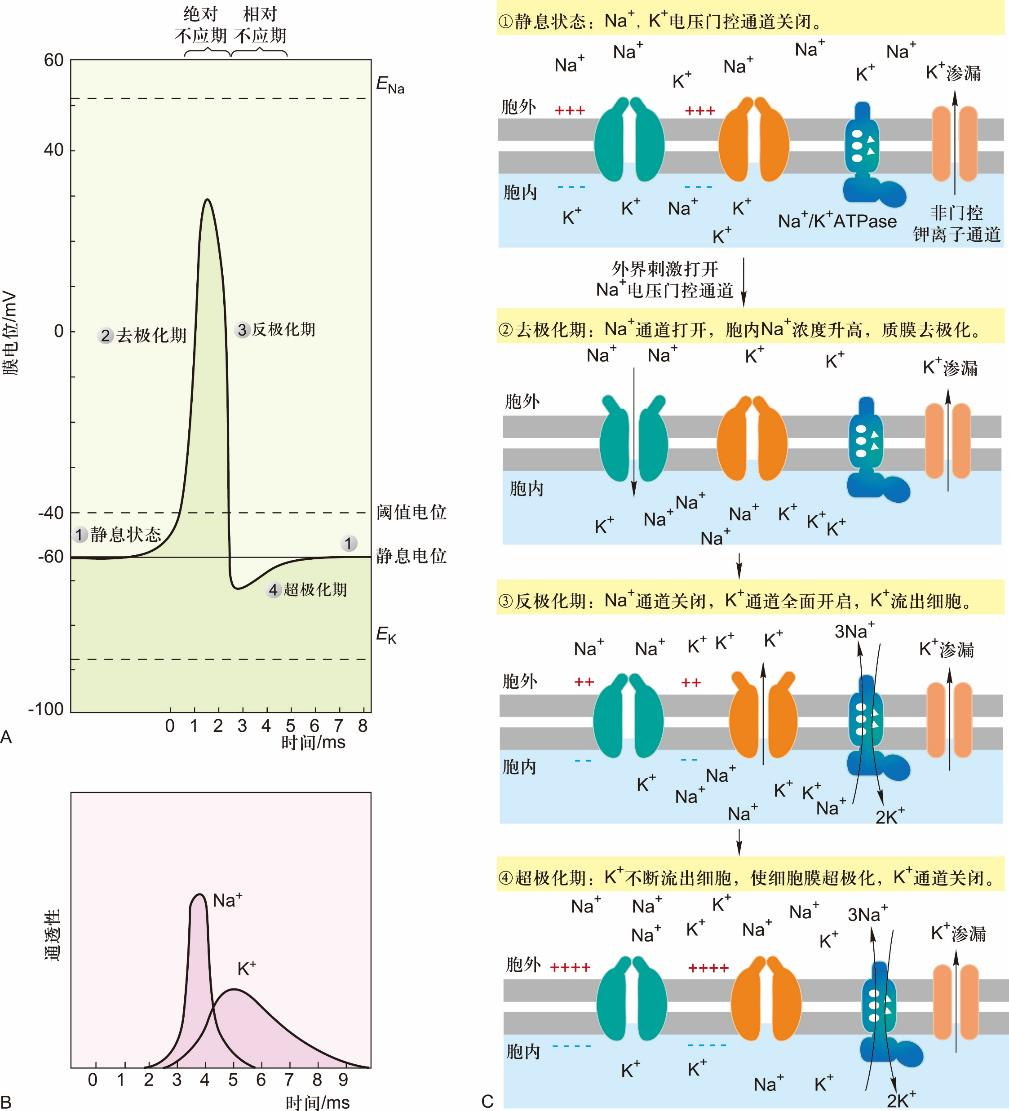 绝对
不应期
相对
不应期
60
40
0
-40
-60
-100
膜电位/mV
E_Na
②去极化期
③反极化期
阈值电位
①静息状态
①
静息电位
④超极化期
E_K
0 1 2 3 4 5 6 7 8
时间/ms
A
通透性
Na⁺
K⁺
0 1 2 3 4 5 6 7 8 9
时间/ms
B
①静息状态：Na⁺, K⁺电压门控通道关闭。
Na⁺ Na⁺ K⁺ Na⁺ Na⁺ K⁺ Na⁺ K⁺渗漏
胞外 +++ +++
胞内 --- ---
K⁺ K⁺ Na⁺ K⁺ K⁺
Na⁺/K⁺ATPase
非门控
钾离子通道
外界刺激打开
Na⁺电压门控通道
②去极化期：Na⁺通道打开，胞内Na⁺浓度升高，质膜去极化。
Na⁺ Na⁺ K⁺ K⁺ K⁺渗漏
胞外
胞内
K⁺ Na⁺ Na⁺ Na⁺ Na⁺ K⁺ K⁺ K⁺
③反极化期：Na⁺通道关闭，K⁺通道全面开启，K⁺流出细胞。
Na⁺ Na⁺ K⁺ K⁺ K⁺ 3Na⁺ K⁺渗漏
胞外 ++ ++
胞内 -- --
K⁺ Na⁺ Na⁺ Na⁺ K⁺ K⁺ Na⁺ 2K⁺
④超极化期：K⁺不断流出细胞，使细胞膜超极化，K⁺通道关闭。
Na⁺ Na⁺ Na⁺ K⁺ K⁺ Na⁺ Na⁺ K⁺ 3Na⁺ K⁺渗漏
胞外 ++++ ++++
胞内 ---- ----
K⁺ K⁺ Na⁺ K⁺ 2K⁺
C